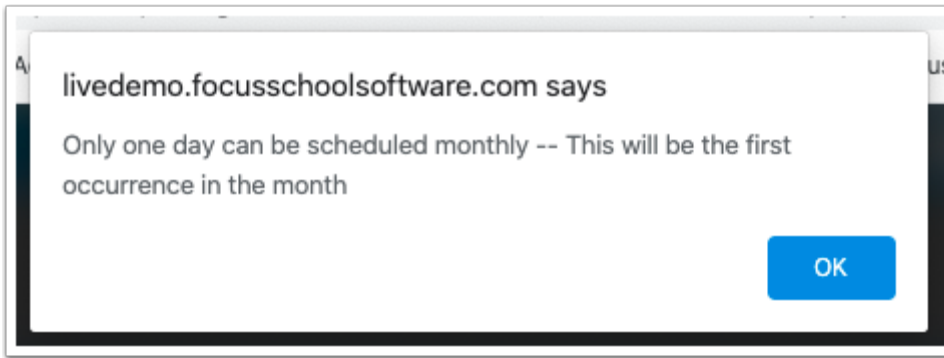 livedemo.focusschoolsoftware.com says
Only one day can be scheduled monthly -- This will be the first
occurrence in the month
OK